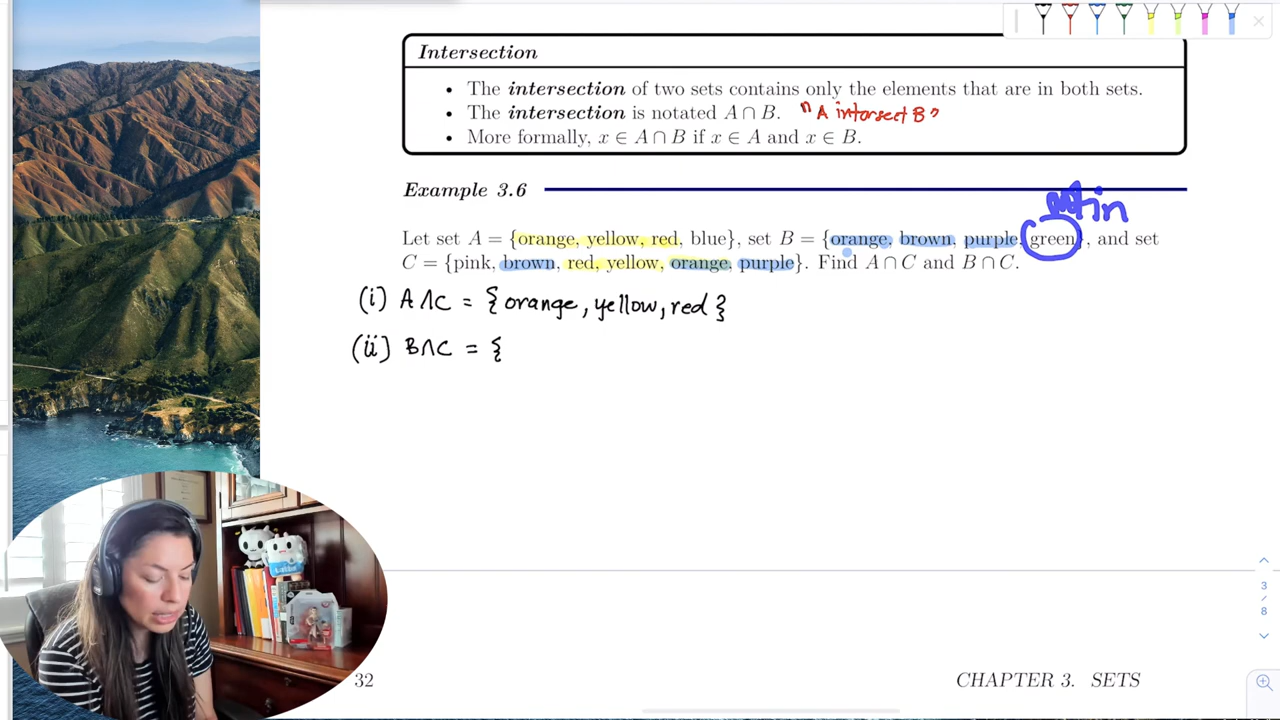 Intersection
• The intersection of two sets contains only the elements that are in both sets.
• The intersection is notated A ∩ B. "A intersect B"
• More formally, x ∈ A ∩ B if x ∈ A and x ∈ B.
Example 3.6
in
Let set A = {orange, yellow, red, blue}, set B = {orange, brown, purple, green}, and set
C = {pink, brown, red, yellow, orange, purple}. Find A ∩ C and B ∩ C.
(i) A∩C = {orange, yellow, red}
(ii) B∩C = {
3
/
8
32
CHAPTER 3. SETS